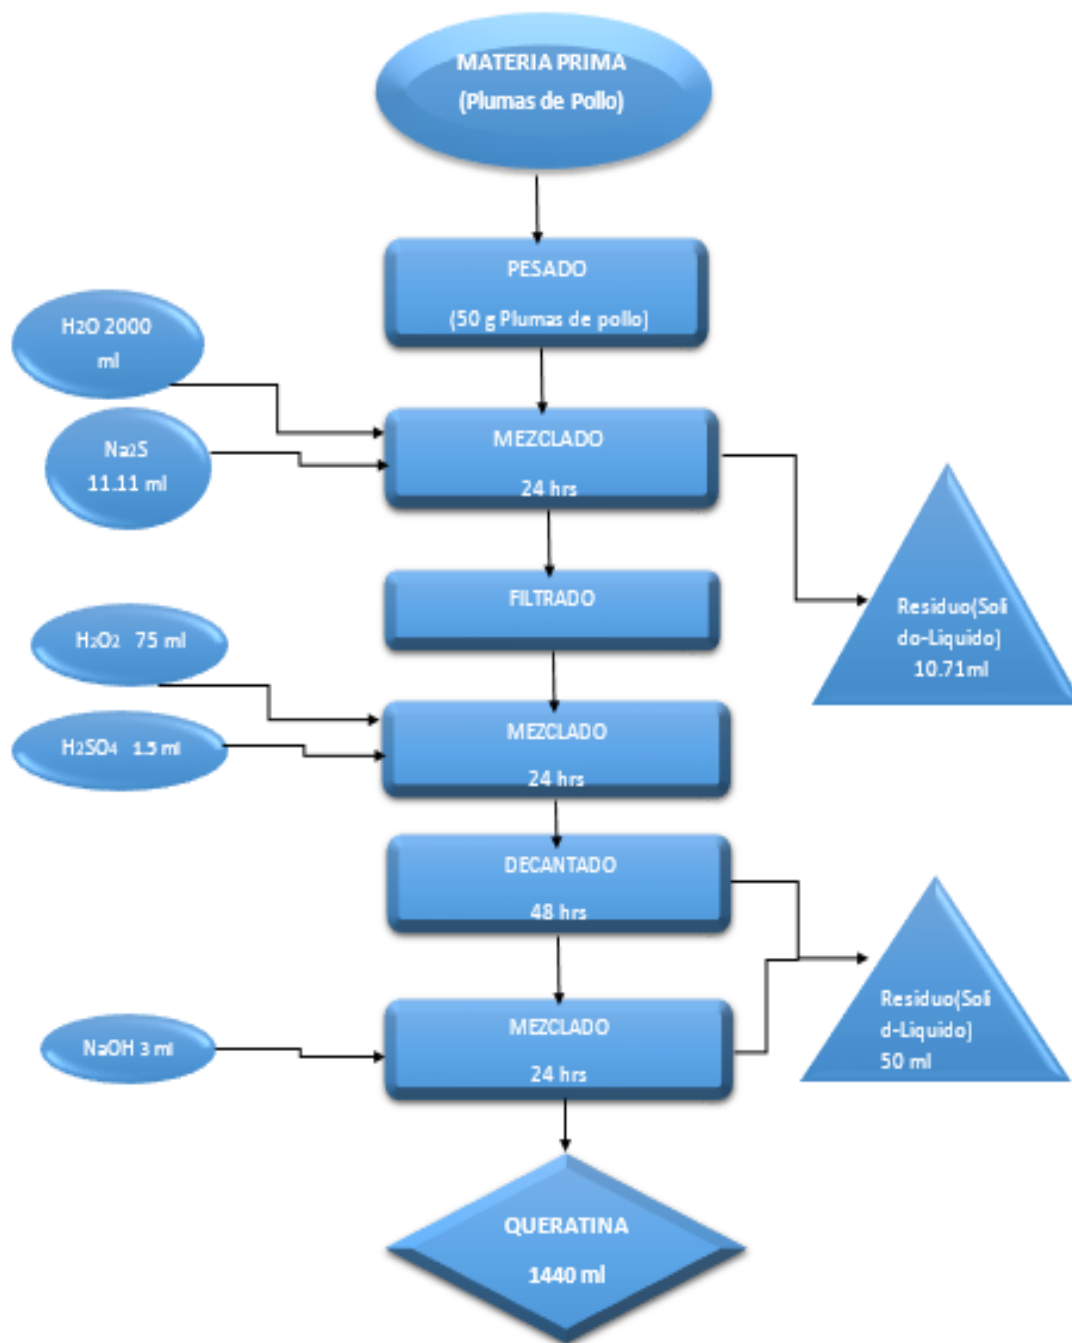 MATERIA PRIMA
(Plumas de Pollo)
PESADO
(50 g Plumas de pollo)
H2O 2000
ml
MEZCLADO
24 hrs
Na2S
11.11 ml
Residuo(Soli
do-Liquido)
10.71ml
FILTRADO
H2O2 75 ml
MEZCLADO
24 hrs
H2SO4 1.5 ml
DECANTADO
48 hrs
Residuo(Soli
d-Liquido)
50 ml
MEZCLADO
24 hrs
NaOH 3 ml
QUERATINA
1440 ml